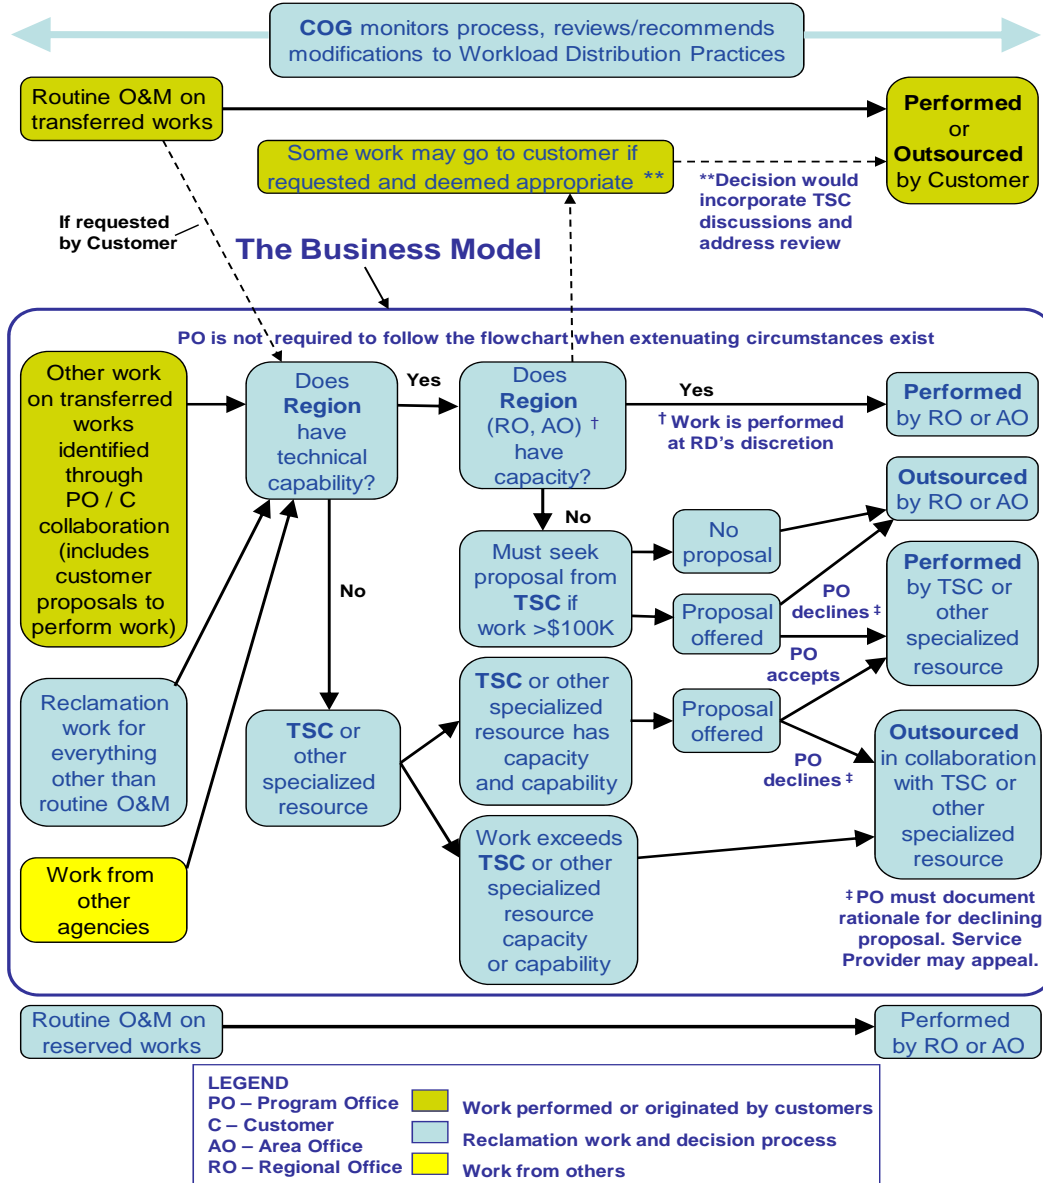 COG monitors process, reviews/recommends
modifications to Workload Distribution Practices
Routine O&M on
transferred works
Performed
or
Outsourced
by Customer
Some work may go to customer if
requested and deemed appropriate **
**Decision would
incorporate TSC
discussions and
address review
If requested
by Customer
The Business Model
PO is not required to follow the flowchart when extenuating circumstances exist
Other work
on transferred
works
identified
through
PO / C
collaboration
(includes
customer
proposals to
perform work)
Does
Region
have
technical
capability?
Yes
Does
Region
(RO, AO) †
have
capacity?
Yes
† Work is performed
at RD's discretion
Performed
by RO or AO
Outsourced
by RO or AO
No
No
Must seek
proposal from
TSC if
work >$100K
No
proposal
Proposal
offered
PO
declines ‡
PO
accepts
Performed
by TSC or
other
specialized
resource
Reclamation
work for
everything
other than
routine O&M
TSC or
other
specialized
resource
TSC or other
specialized
resource has
capacity
and capability
Proposal
offered
PO
declines ‡
Outsourced
in collaboration
with TSC or
other
specialized
resource
Work exceeds
TSC or other
specialized
resource
capacity
or capability
Work from
other
agencies
‡ PO must document
rationale for declining
proposal. Service
Provider may appeal.
Routine O&M on
reserved works
Performed
by RO or AO
LEGEND
PO – Program Office
C – Customer
AO – Area Office
RO – Regional Office
Work performed or originated by customers
Reclamation work and decision process
Work from others